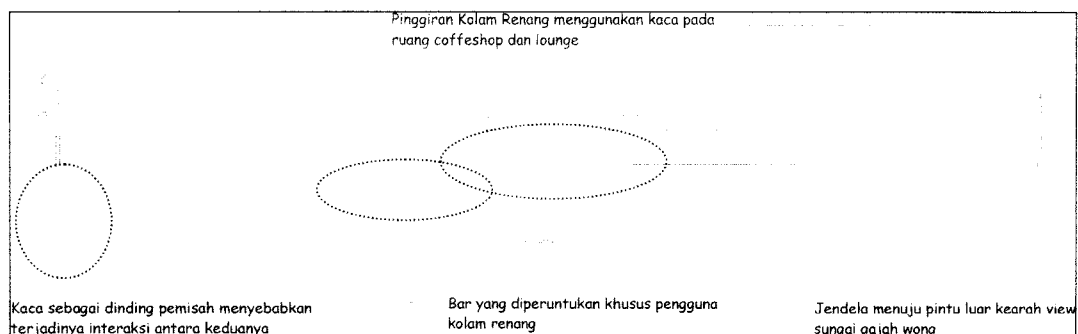 Pinggiran Kolam Renang menggunakan kaca pada
ruang coffeshop dan lounge
Kaca sebagai dinding pemisah menyebabkan
terjadinya interaksi antara keduanya
Bar yang diperuntukan khusus pengguna
kolam renang
Jendela menuju pintu luar kearah view
sungai gajah wong